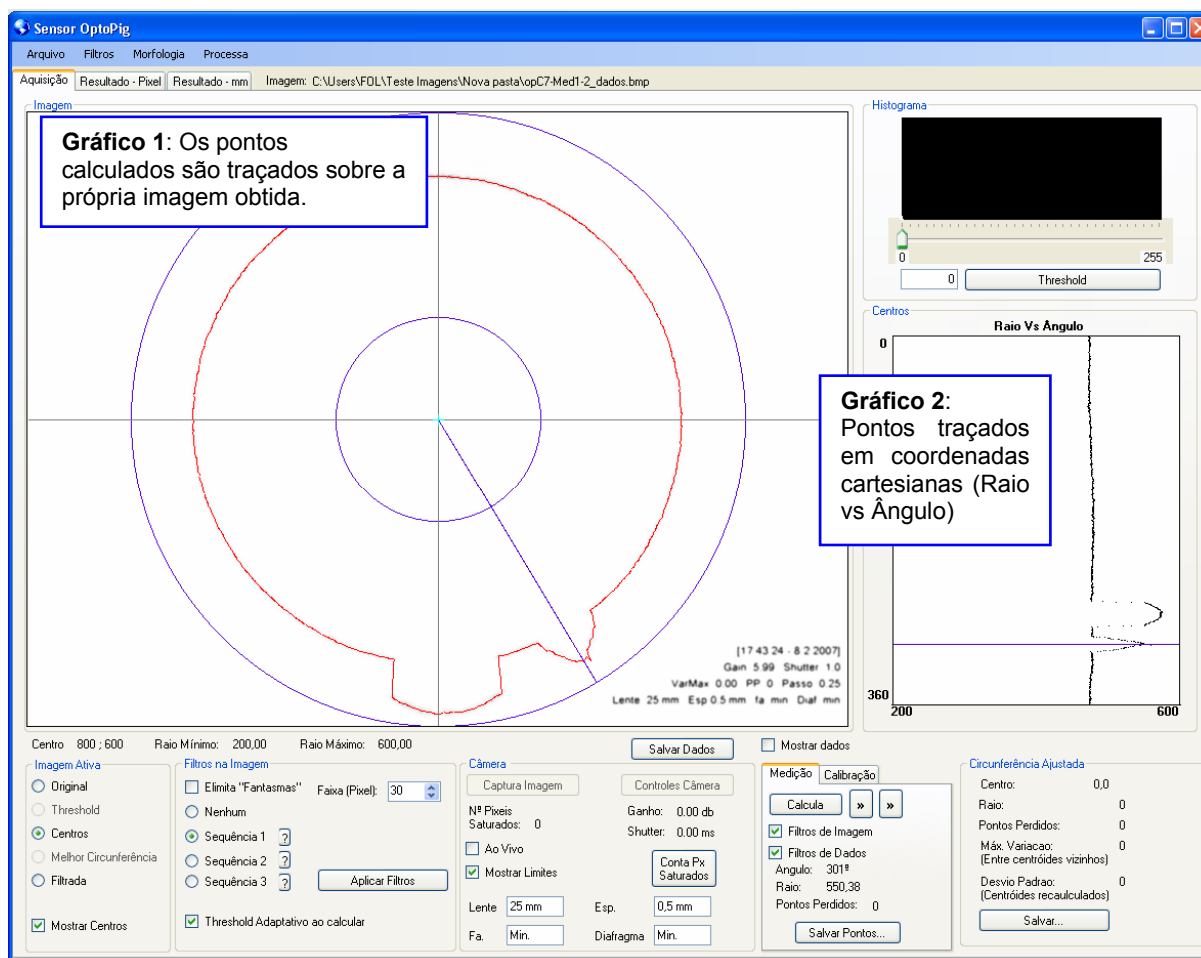 Sensor OptoPig
Arquivo Filtros Morfologia Processa
Aquisição Resultado - Pixel Resultado - mm Imagem: C:\Users\FOL\Teste Imagens\Nova pasta\opC7-Med1-2_dados.bmp
Imagem
Gráfico 1: Os pontos
calculados são traçados sobre a
própria imagem obtida.
[17 43 24 - 8 2 2007]
Gain 5.99 Shutter 1.0
VarMax 0.00 PP 0 Passo 0.25
Lente 25 mm Esp 0.5 mm fa min Diaf min
Histograma
0 255
0 Threshold
Centros
Raio Vs Ângulo
0
Gráfico 2:
Pontos traçados
em coordenadas
cartesianas (Raio
vs Ângulo)
360
200 600
Centro 800 ; 600 Raio Mínimo: 200,00 Raio Máximo: 600,00 Salvar Dados Mostrar dados
Imagem Ativa
Original
Threshold
Centros
Melhor Circunferência
Filtrada
Mostrar Centros
Filtros na Imagem
Elimita "Fantasmas" Faixa (Pixel): 30
Nenhum
Sequência 1 ?
Sequência 2 ?
Sequência 3 ? Aplicar Filtros
Threshold Adaptativo ao calcular
Câmera
Captura Imagem Controles Câmera
Nº Pixeis
Saturados: 0
Ganho: 0.00 db
Shutter: 0.00 ms
Ao Vivo
Mostrar Limites
Conta Px
Saturados
Lente 25 mm Esp. 0,5 mm
Fa. Min. Diafragma Min.
Medição Calibração
Calcula » »
Filtros de Imagem
Filtros de Dados
Angulo: 301º
Raio: 550,38
Pontos Perdidos: 0
Salvar Pontos...
Circunferência Ajustada
Centro: 0,0
Raio: 0
Pontos Perdidos: 0
Máx. Variacao: 0
(Entre centróides vizinhos)
Desvio Padrao: 0
(Centróides recaulculados)
Salvar...